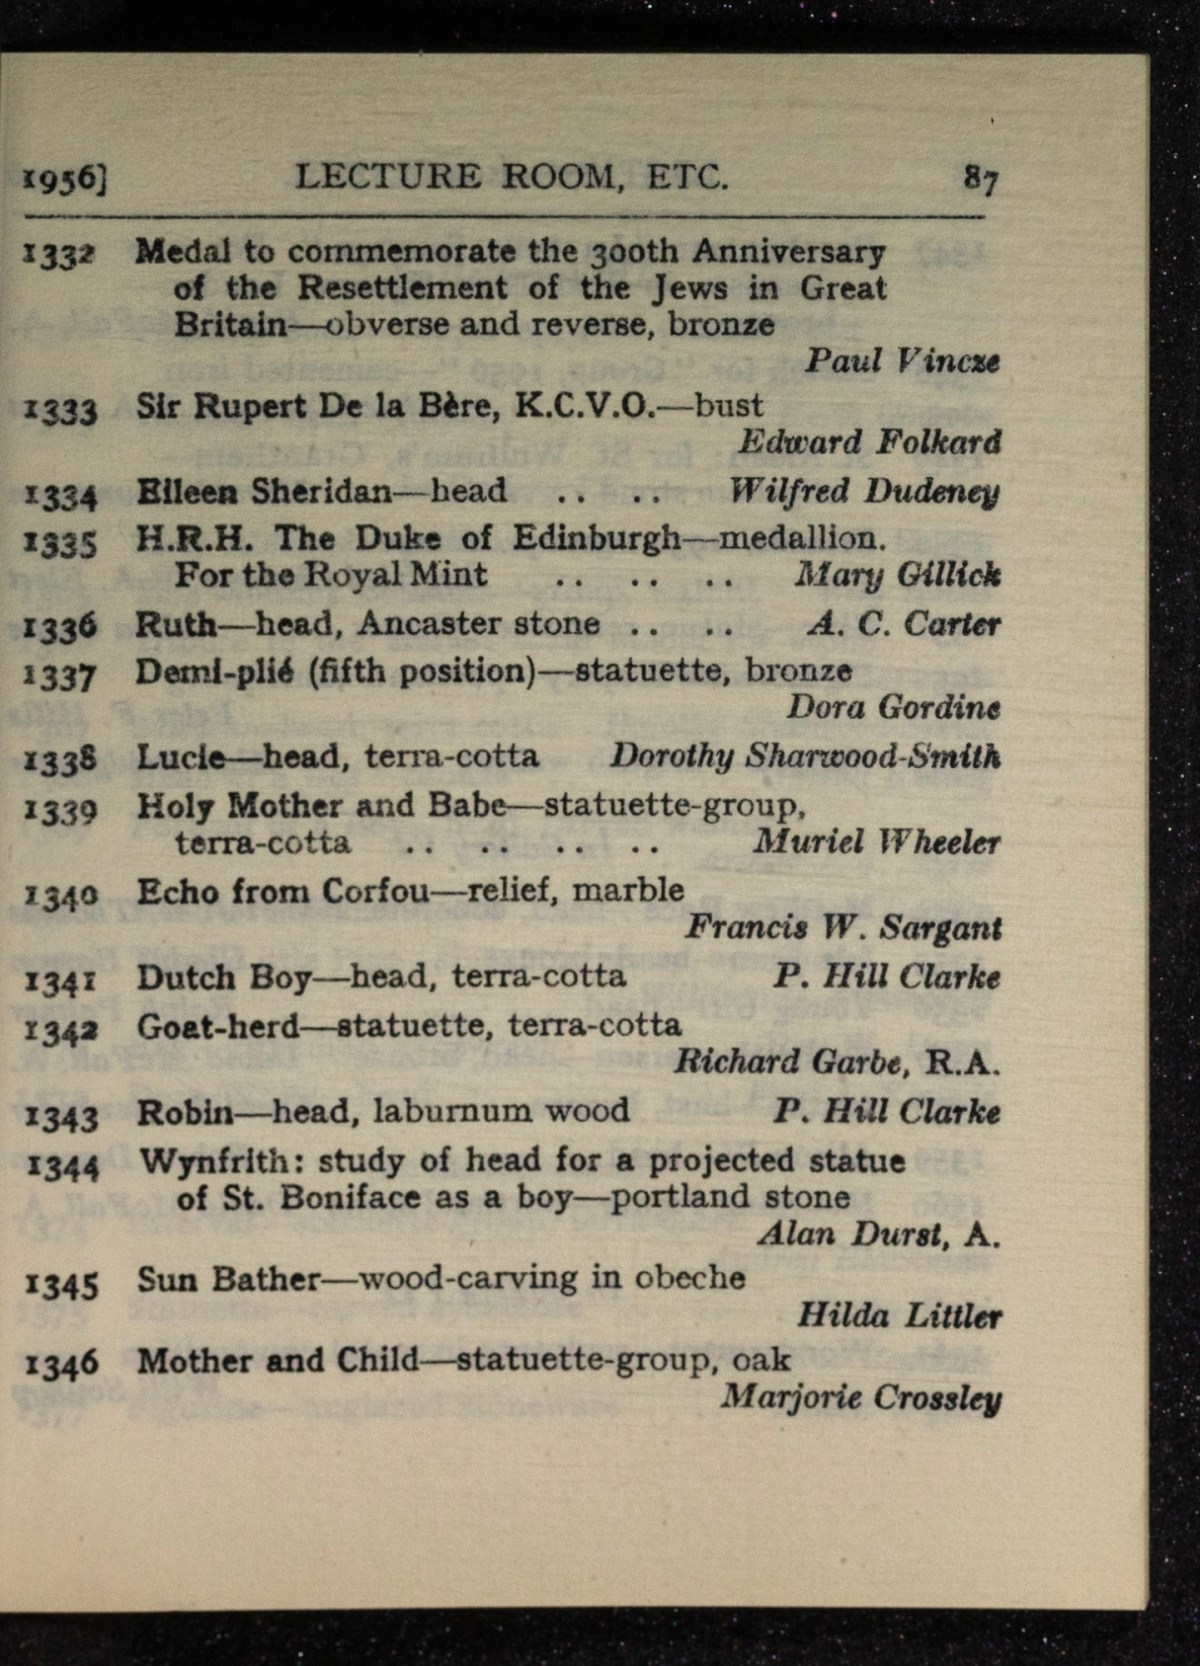 1956] LECTURE ROOM, ETC. 87
1332 Medal to commemorate the 300th Anniversary
of the Resettlement of the Jews in Great
Britain—obverse and reverse, bronze
Paul Vincze
1333 Sir Rupert De la Bère, K.C.V.O.—bust
Edward Folkard
1334 Eileen Sheridan—head .. .. Wilfred Dudeney
1335 H.R.H. The Duke of Edinburgh—medallion.
For the Royal Mint .. .. .. Mary Gillick
1336 Ruth—head, Ancaster stone .. .. A. C. Carter
1337 Demi-plié (fifth position)—statuette, bronze
Dora Gordine
1338 Lucie—head, terra-cotta Dorothy Sharwood-Smith
1339 Holy Mother and Babe—statuette-group,
terra-cotta .. .. .. .. Muriel Wheeler
1340 Echo from Corfou—relief, marble
Francis W. Sargant
1341 Dutch Boy—head, terra-cotta P. Hill Clarke
1342 Goat-herd—statuette, terra-cotta
Richard Garbe, R.A.
1343 Robin—head, laburnum wood P. Hill Clarke
1344 Wynfrith: study of head for a projected statue
of St. Boniface as a boy—portland stone
Alan Durst, A.
1345 Sun Bather—wood-carving in obeche
Hilda Littler
1346 Mother and Child—statuette-group, oak
Marjorie Crossley